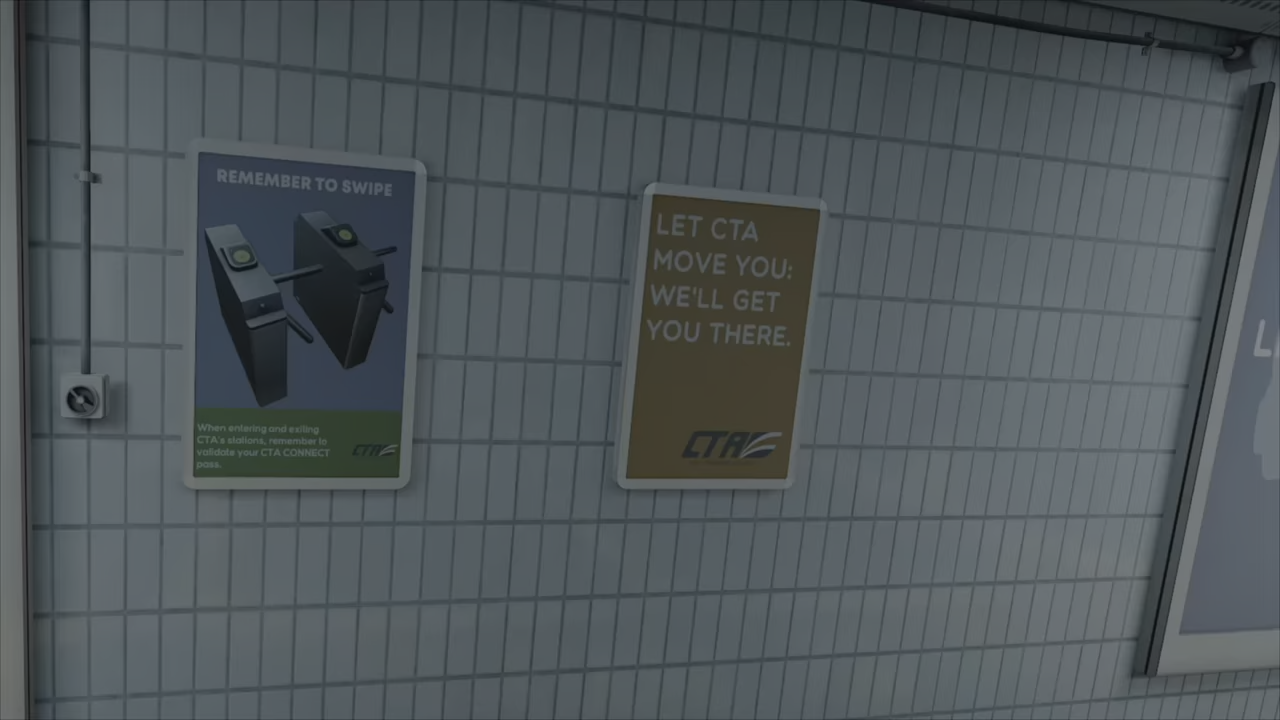 REMEMBER TO SWIPE
When entering and exiting
CTA's stations, remember to
validate your CTA CONNECT
pass.
CTA
LET CTA
MOVE YOU:
WE'LL GET
YOU THERE.
CTA